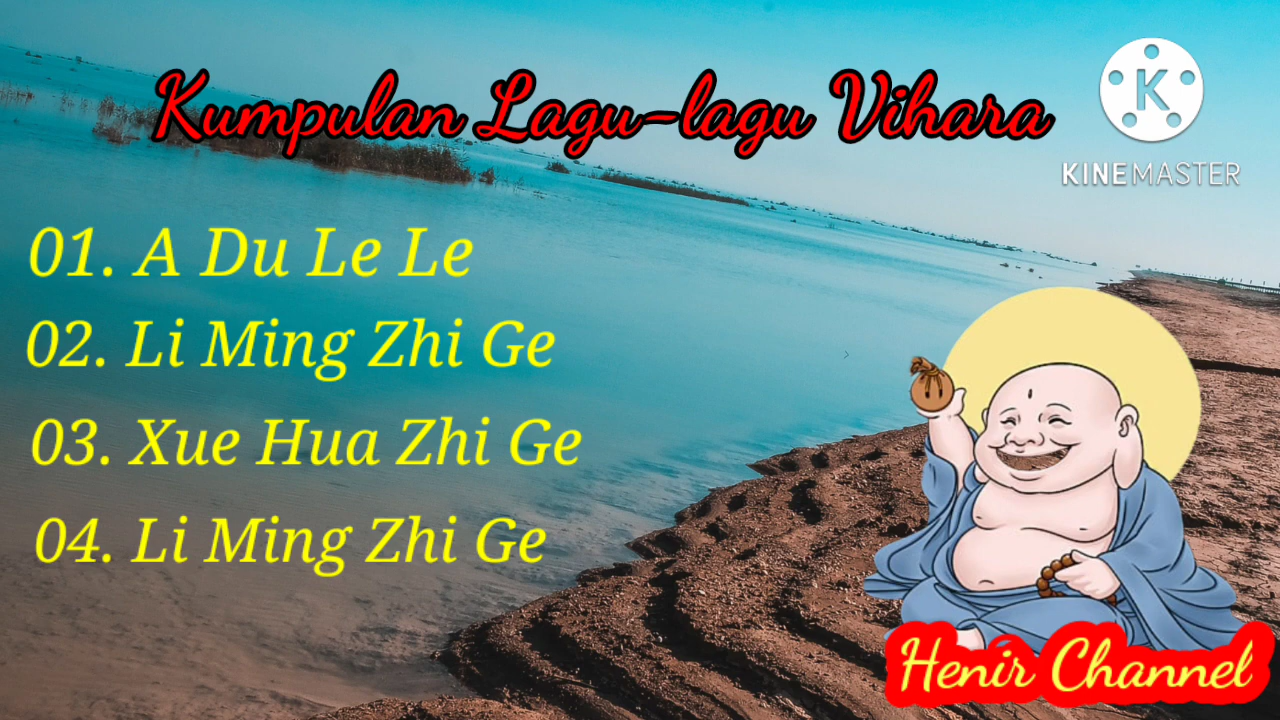 Kumpulan Lagu-lagu Vihara
K
KINEMASTER
01. A Du Le Le
02. Li Ming Zhi Ge
03. Xue Hua Zhi Ge
04. Li Ming Zhi Ge
Henir Channel